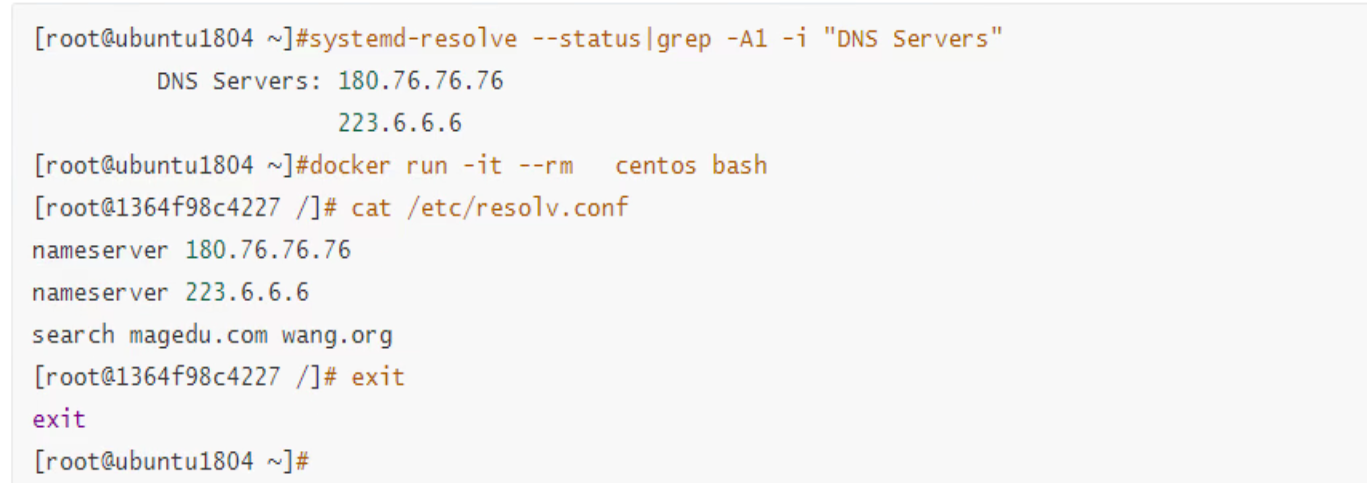 [root@ubuntu1804 ~]#systemd-resolve --status|grep -A1 -i "DNS Servers"
         DNS Servers: 180.76.76.76
                      223.6.6.6
[root@ubuntu1804 ~]#docker run -it --rm   centos bash
[root@1364f98c4227 /]# cat /etc/resolv.conf
nameserver 180.76.76.76
nameserver 223.6.6.6
search magedu.com wang.org
[root@1364f98c4227 /]# exit
exit
[root@ubuntu1804 ~]#